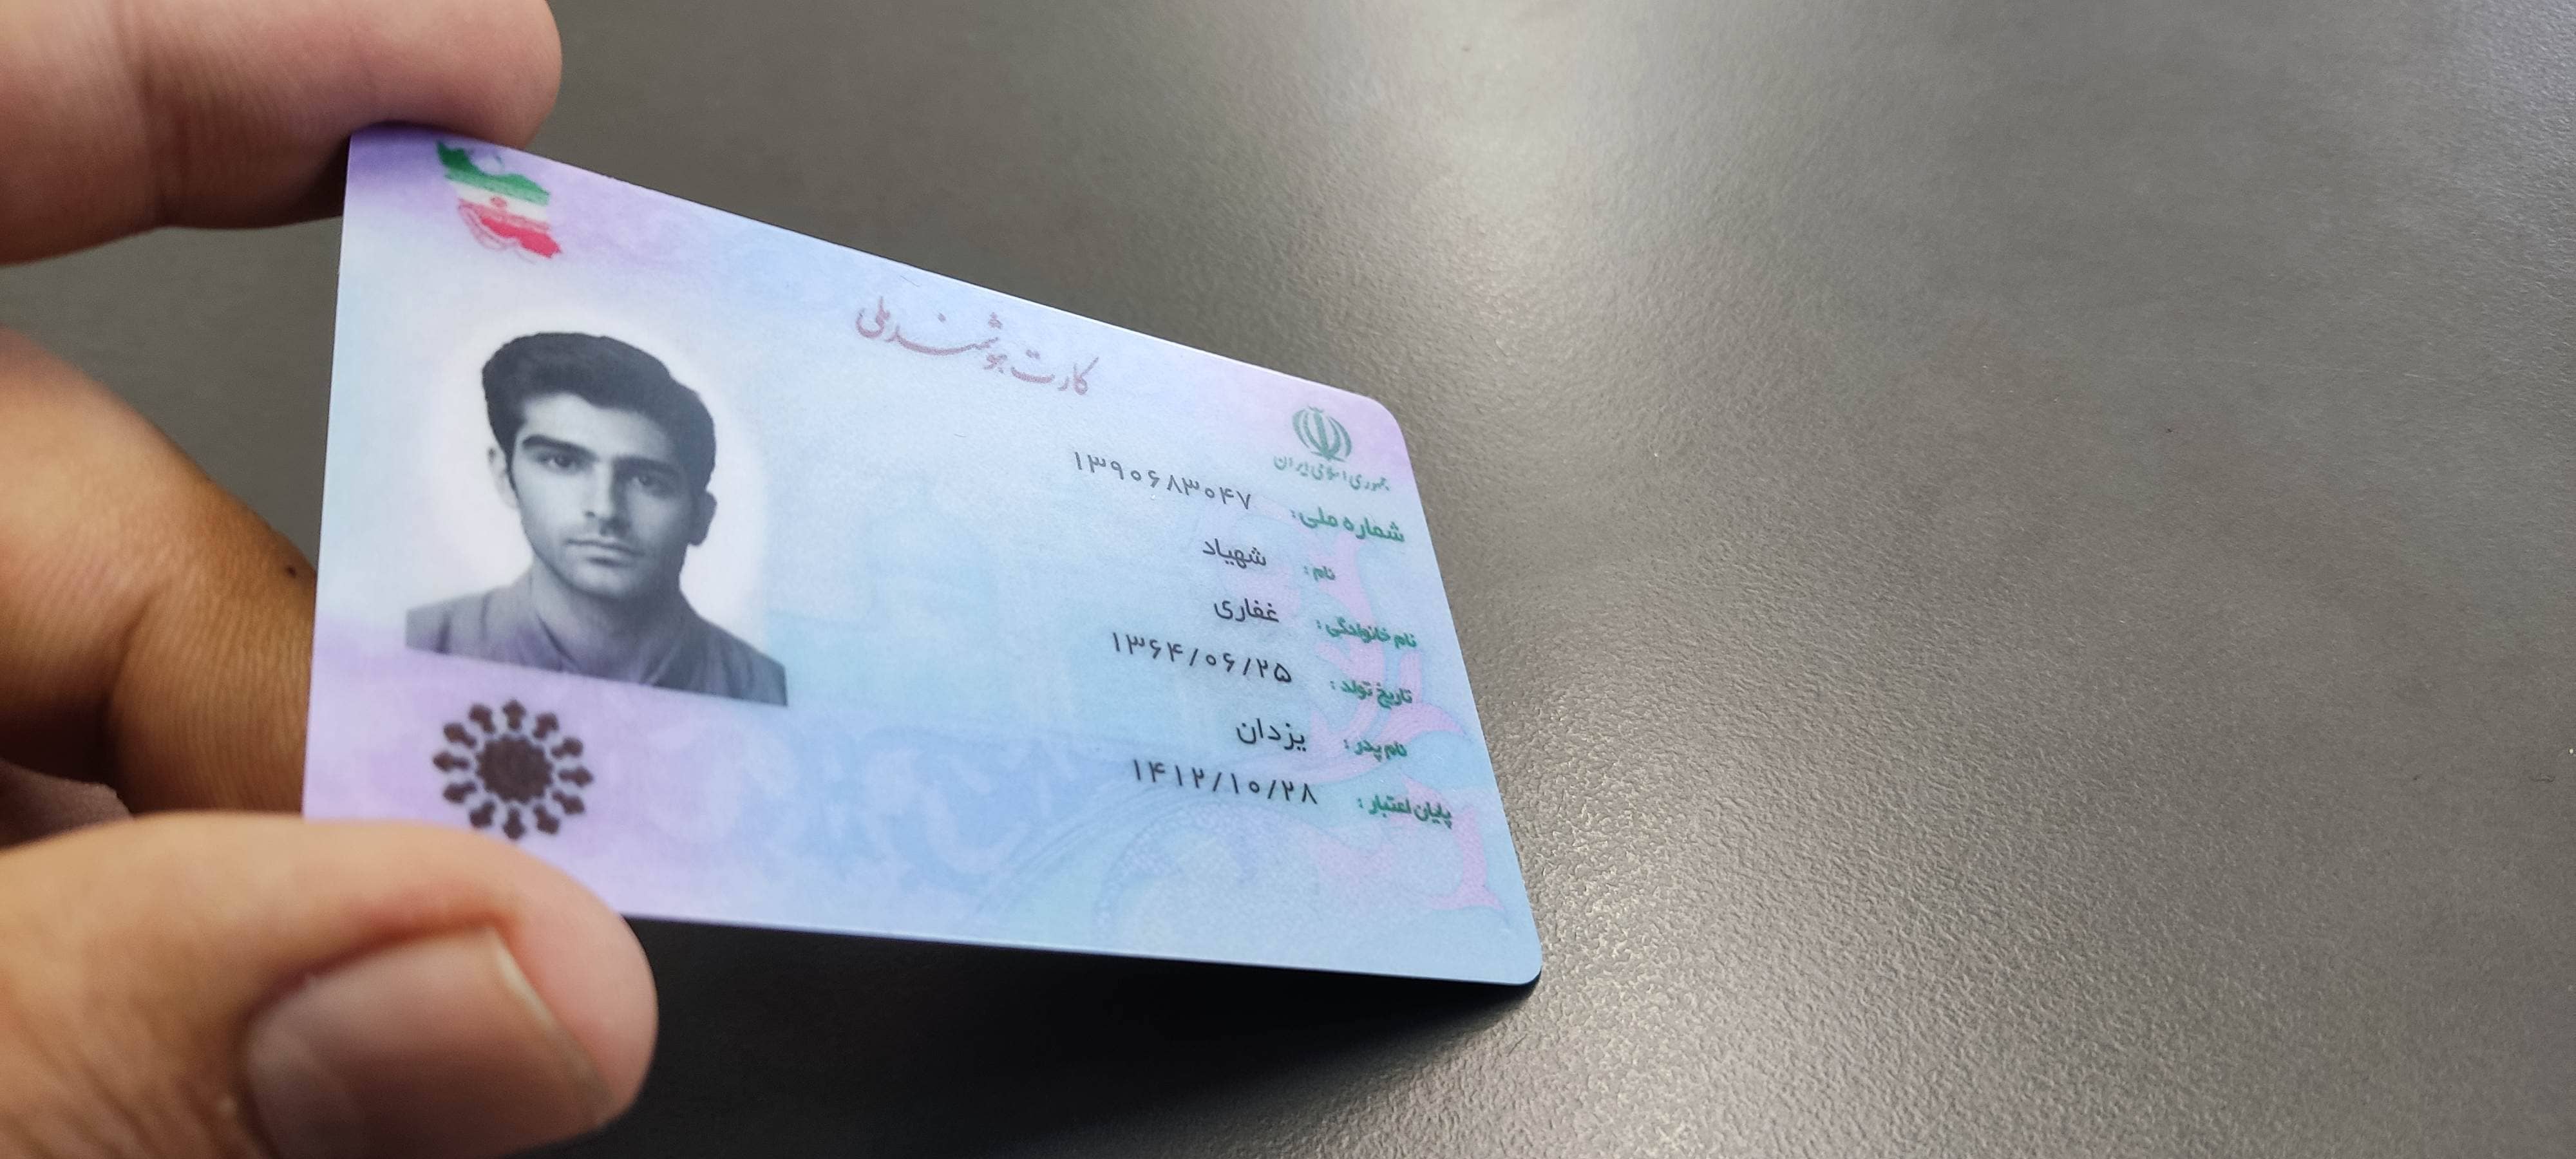 کارت هوشمند ملی
جمهوری اسلامی ایران
شماره ملی: ۱۳۹۰۶۸۳۰۴۷
نام: شهیاد
نام خانوادگی: غفاری
تاریخ تولد: ۱۳۶۴/۰۶/۲۵
نام پدر: یزدان
پایان اعتبار: ۱۴۱۲/۱۰/۲۸